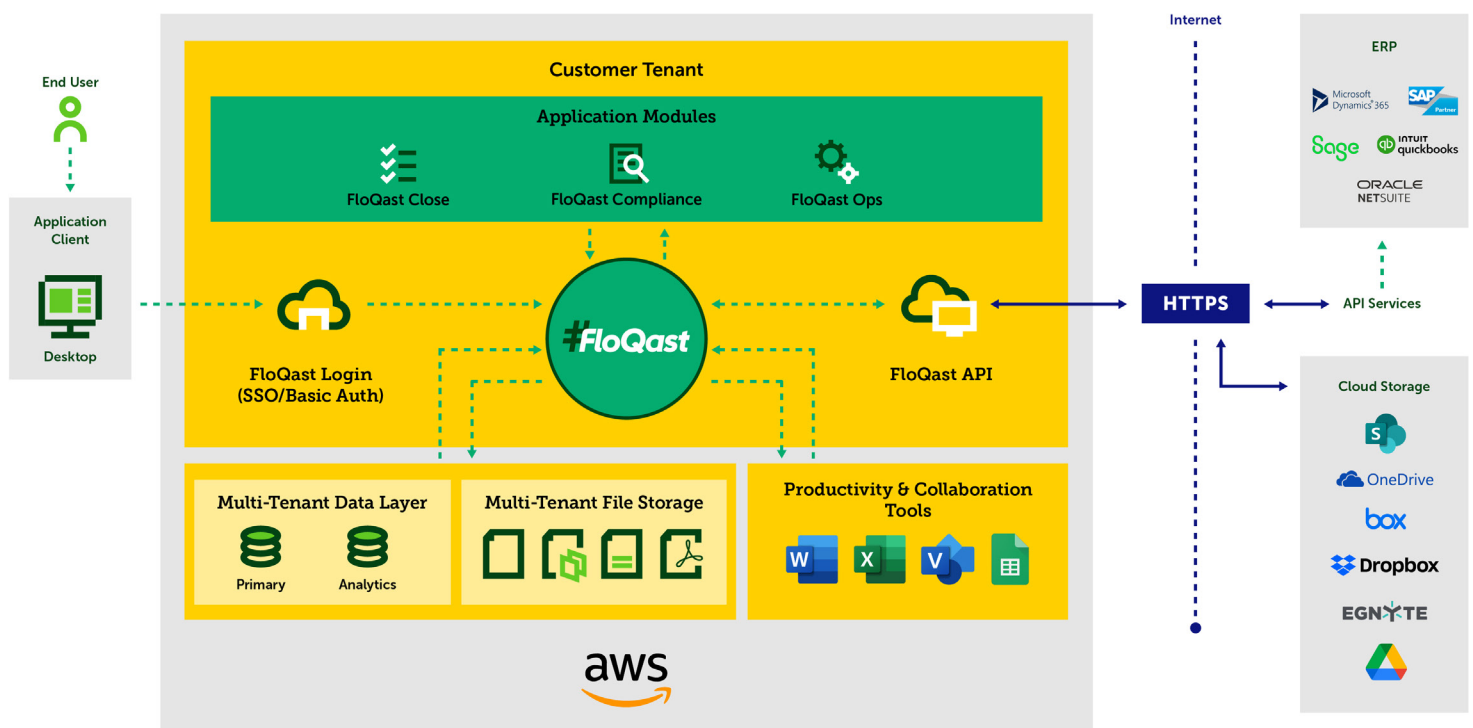 End User
Application
Client
Desktop
Customer Tenant
Application Modules
FloQast Close
FloQast Compliance
FloQast Ops
FloQast Login
(SSO/Basic Auth)
#FloQast
FloQast API
Multi-Tenant Data Layer
Primary
Analytics
Multi-Tenant File Storage
Productivity & Collaboration
Tools
W
X
V
aws
Internet
HTTPS
API Services
ERP
Microsoft
Dynamics 365
SAP
Partner
Sage
qb
INTUIT
quickbooks
ORACLE
NETSUITE
Cloud Storage
S
OneDrive
box
Dropbox
EGNYTE